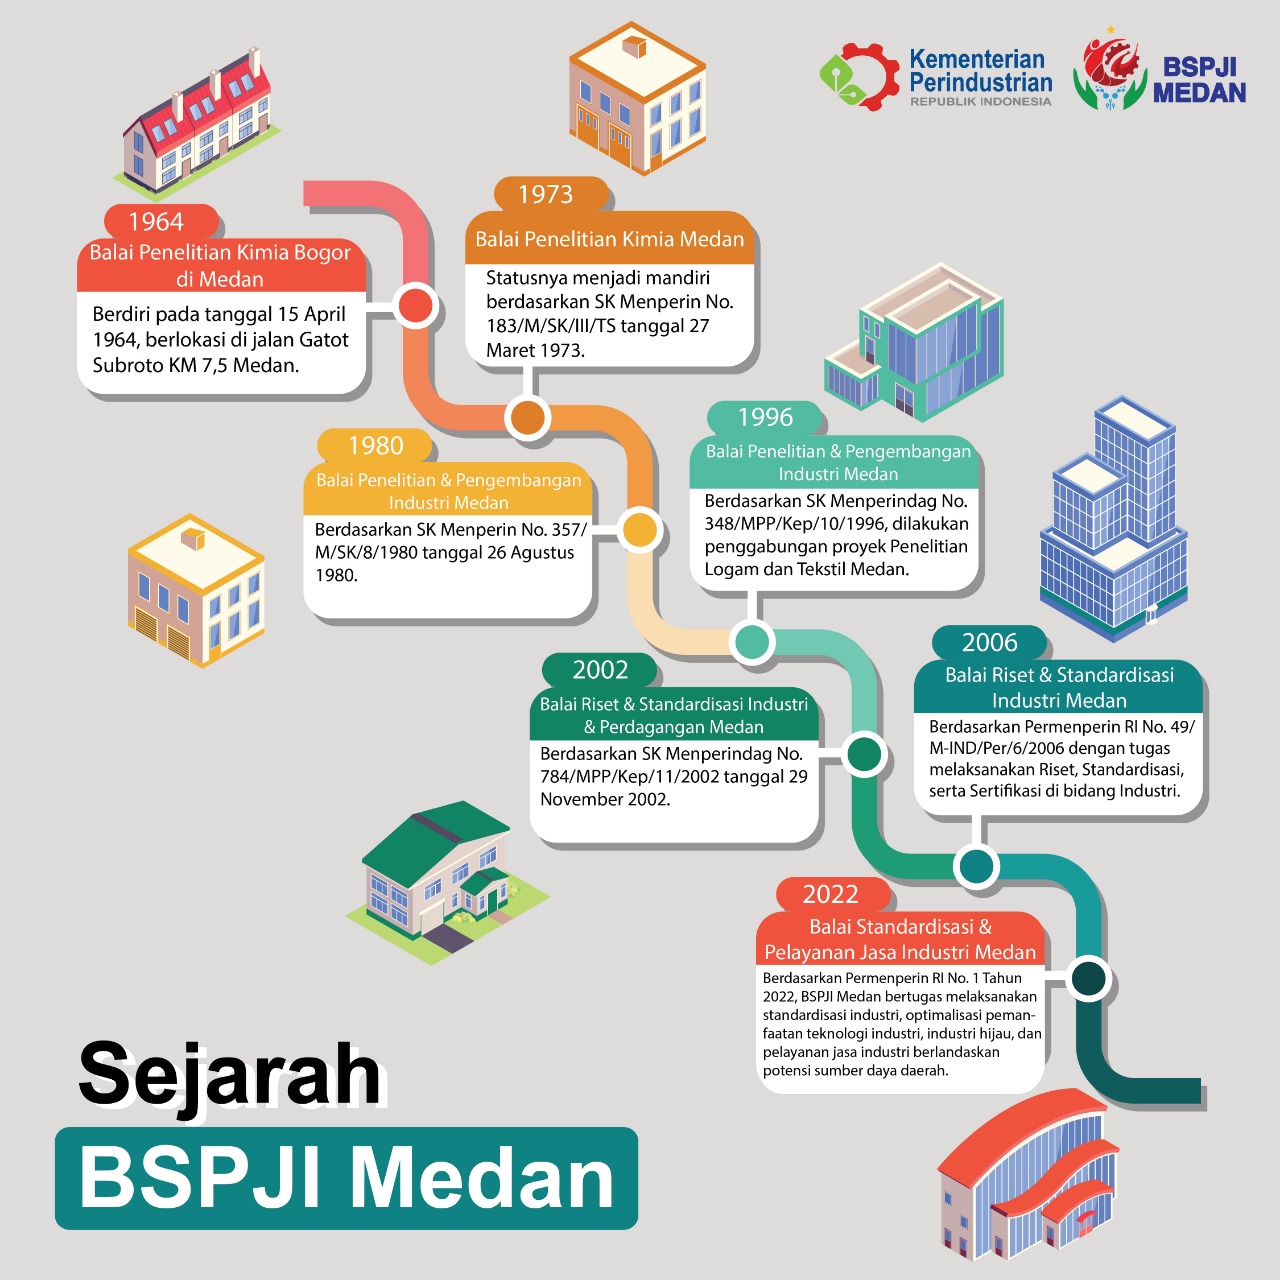 Kementerian
Perindustrian
REPUBLIK INDONESIA
BSPJI
MEDAN
1964
Balai Penelitian Kimia Bogor
di Medan
Berdiri pada tanggal 15 April
1964, berlokasi di jalan Gatot
Subroto KM 7,5 Medan.
1973
Balai Penelitian Kimia Medan
Statusnya menjadi mandiri
berdasarkan SK Menperin No.
183/M/SK/III/TS tanggal 27
Maret 1973.
1980
Balai Penelitian & Pengembangan
Industri Medan
Berdasarkan SK Menperin No. 357/
M/SK/8/1980 tanggal 26 Agustus
1980.
1996
Balai Penelitian & Pengembangan
Industri Medan
Berdasarkan SK Menperindag No.
348/MPP/Kep/10/1996, dilakukan
penggabungan proyek Penelitian
Logam dan Tekstil Medan.
2002
Balai Riset & Standardisasi Industri
& Perdagangan Medan
Berdasarkan SK Menperindag No.
784/MPP/Kep/11/2002 tanggal 29
November 2002.
2006
Balai Riset & Standardisasi
Industri Medan
Berdasarkan Permenperin RI No. 49/
M-IND/Per/6/2006 dengan tugas
melaksanakan Riset, Standardisasi,
serta Sertifikasi di bidang Industri.
2022
Balai Standardisasi &
Pelayanan Jasa Industri Medan
Berdasarkan Permenperin RI No. 1 Tahun
2022, BSPJI Medan bertugas melaksanakan
standardisasi industri, optimalisasi peman-
faatan teknologi industri, industri hijau, dan
pelayanan jasa industri berlandaskan
potensi sumber daya daerah.
Sejarah
BSPJI Medan